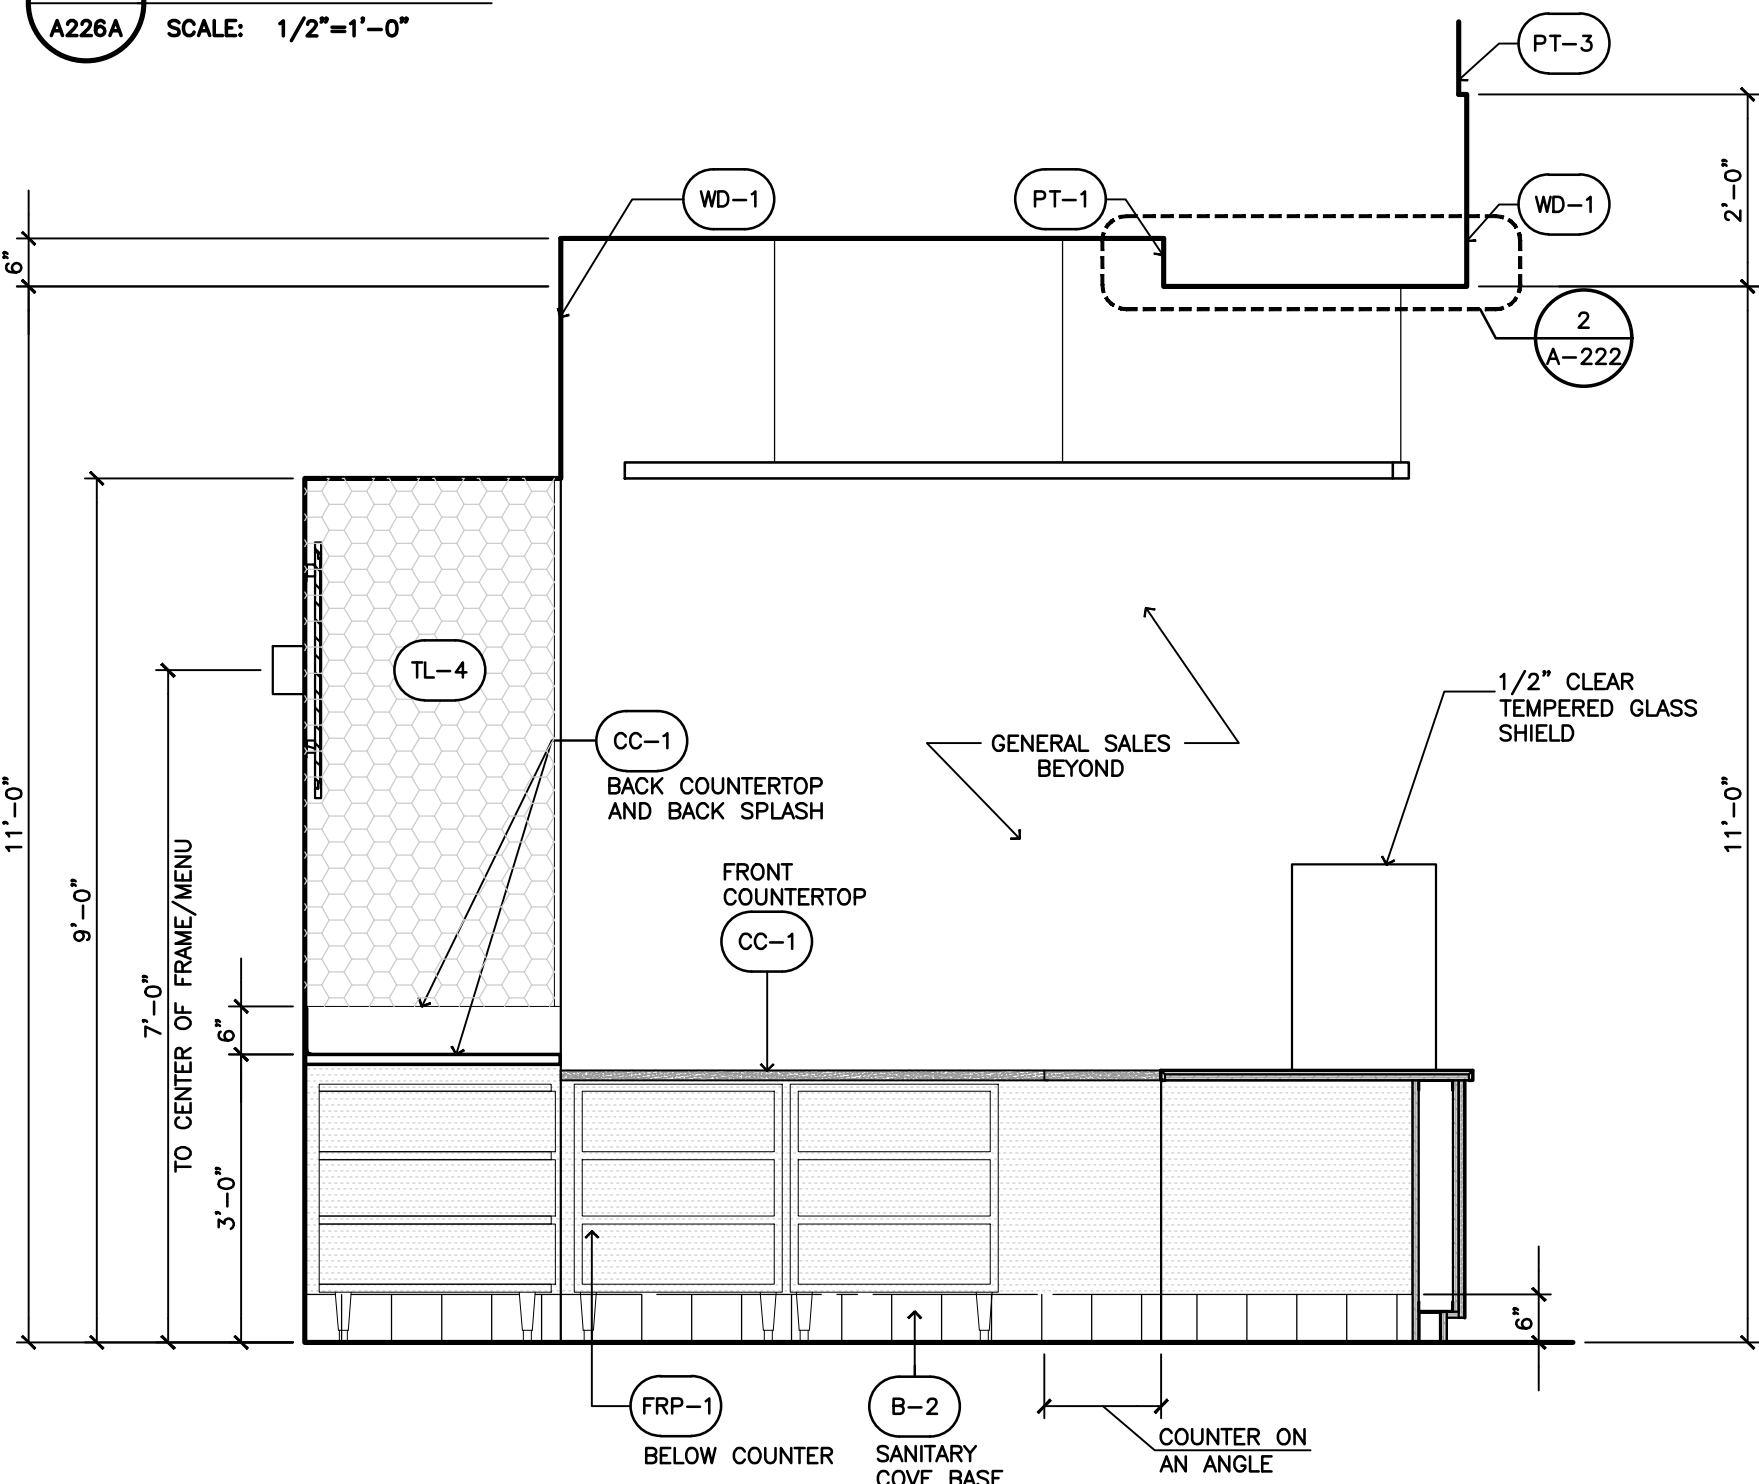 A226A SCALE: 1/2"=1'-0"
PT-3
WD-1
PT-1
WD-1
2'-0"
6"
2
A-222
TL-4
1/2" CLEAR
TEMPERED GLASS
SHIELD
CC-1
BACK COUNTERTOP
AND BACK SPLASH
GENERAL SALES
BEYOND
11'-0"
11'-0"
9'-0"
7'-0"
TO CENTER OF FRAME/MENU
FRONT
COUNTERTOP
CC-1
6"
3'-0"
6"
FRP-1
BELOW COUNTER
B-2
SANITARY
COVE BASE
COUNTER ON
AN ANGLE